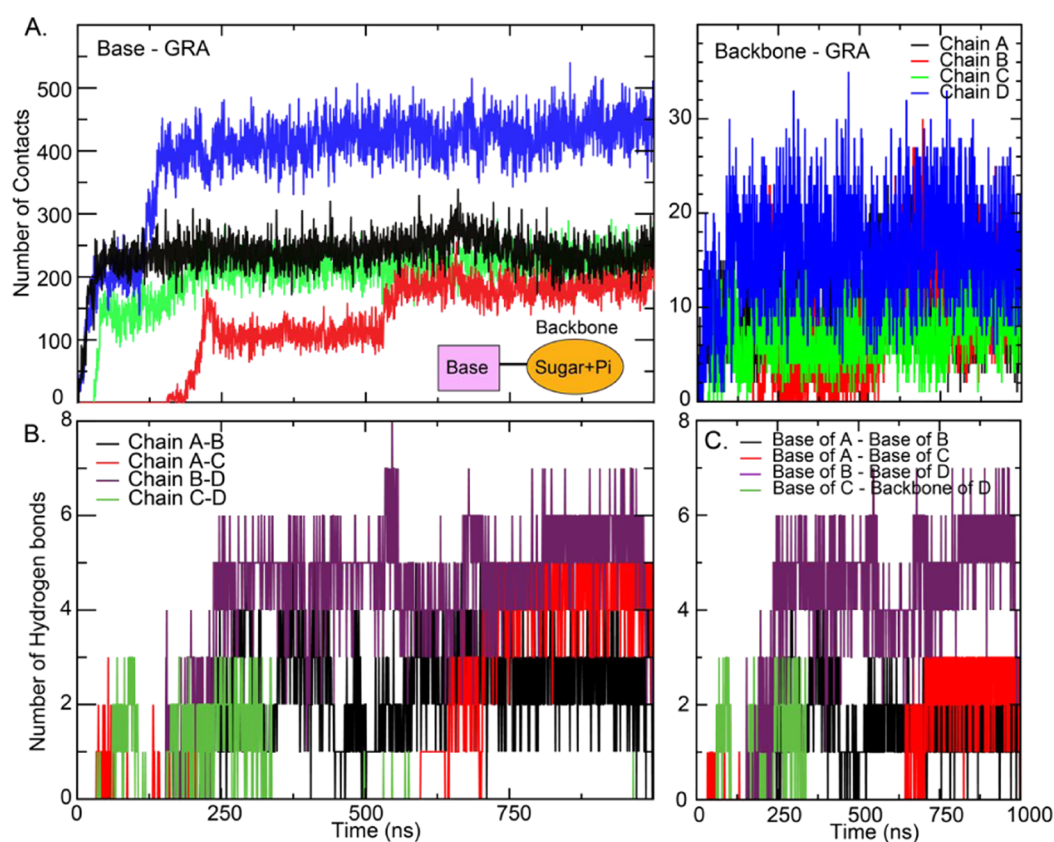 A.
Base - GRA
Number of Contacts
500
400
300
200
100
0
Backbone
Base
Sugar+Pi
Backbone - GRA
Chain A
Chain B
Chain C
Chain D
30
20
10
0
B.
Chain A-B
Chain A-C
Chain B-D
Chain C-D
Number of Hydrogen bonds
8
6
4
2
0
0 250 500 750
Time (ns)
C.
Base of A - Base of B
Base of A - Base of C
Base of B - Base of D
Base of C - Backbone of D
8
6
4
2
0
0 250 500 750 1000
Time (ns)